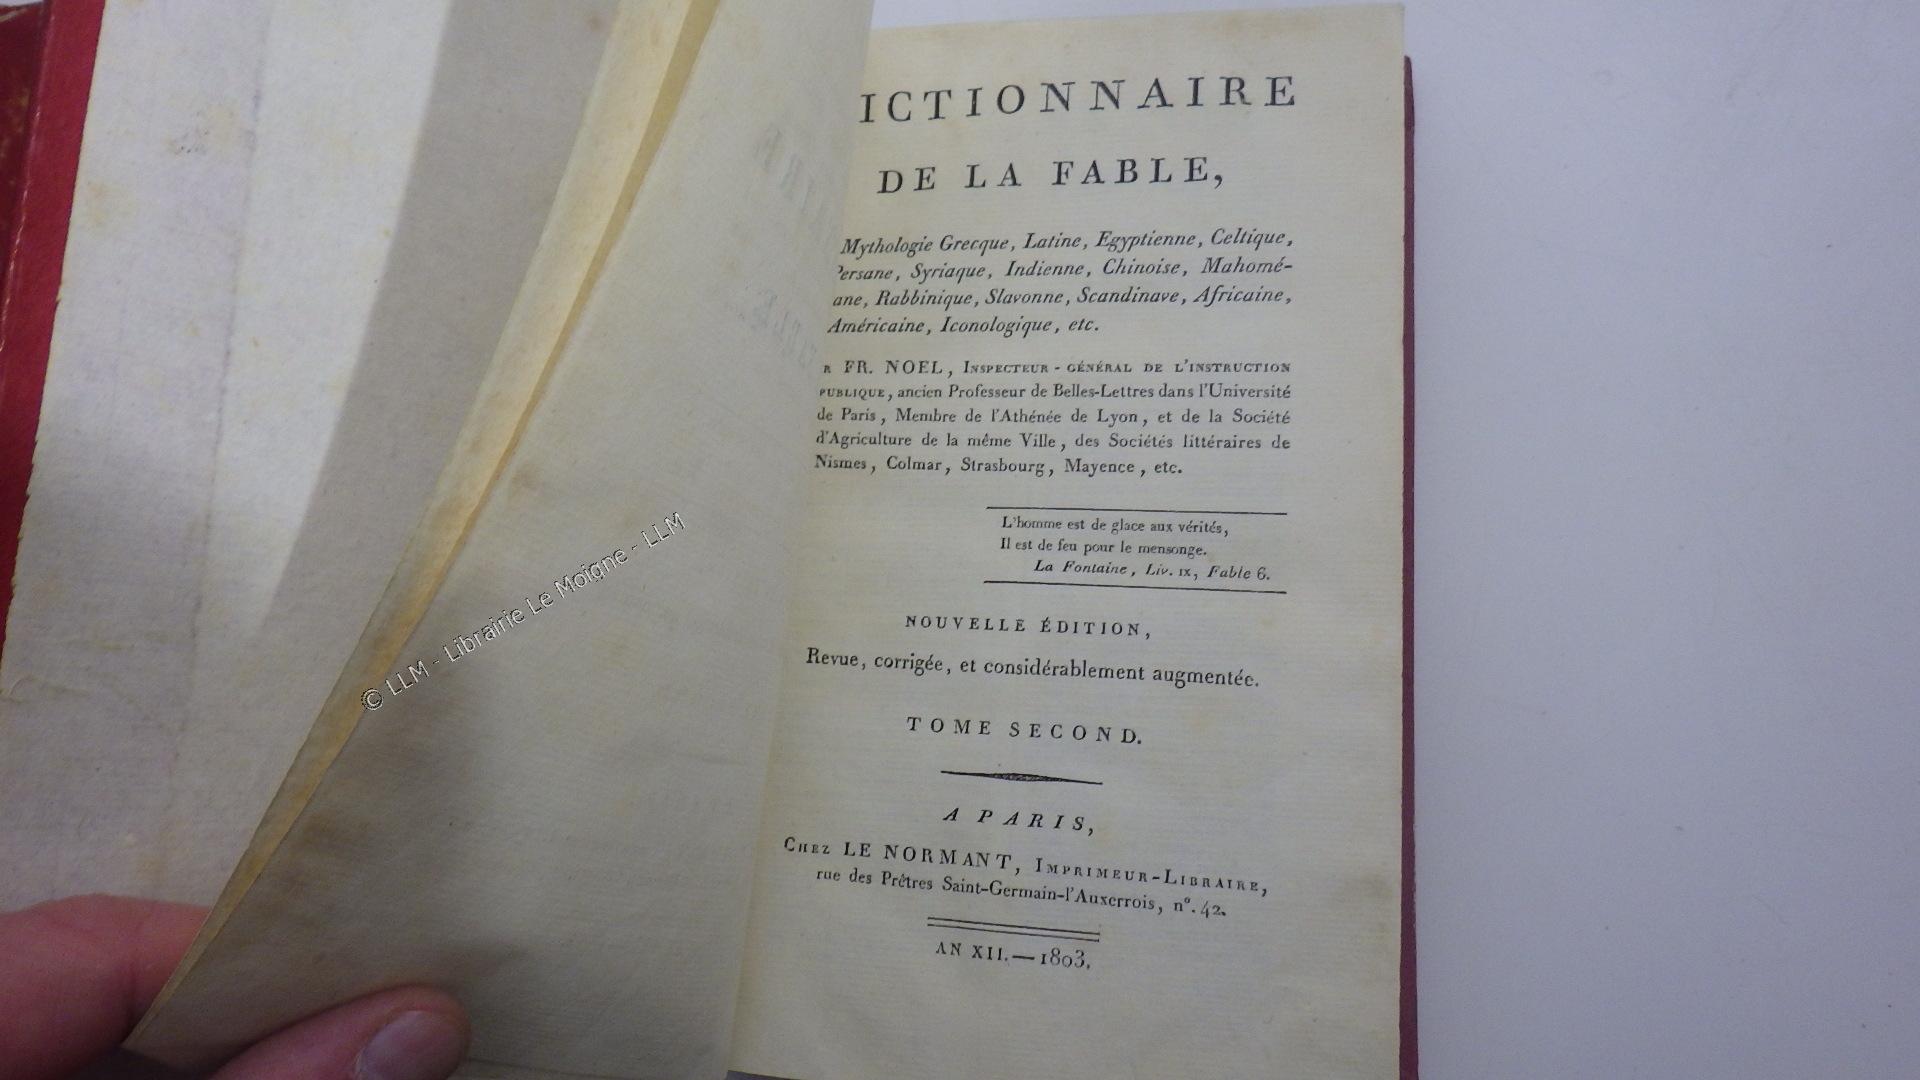 ICTIONNAIRE
DE LA FABLE,
Mythologie Grecque, Latine, Egyptienne, Celtique,
Persane, Syriaque, Indienne, Chinoise, Mahomé-
ane, Rabbinique, Slavonne, Scandinave, Africaine,
Américaine, Iconologique, etc.
R FR. NOEL, INSPECTEUR-GÉNÉRAL DE L'INSTRUCTION
PUBLIQUE, ancien Professeur de Belles-Lettres dans l'Université
de Paris, Membre de l'Athénée de Lyon, et de la Société
d'Agriculture de la même Ville, des Sociétés littéraires de
Nismes, Colmar, Strasbourg, Mayence, etc.
L'homme est de glace aux vérités,
Il est de feu pour le mensonge.
La Fontaine, Liv. IX, Fable 6.
NOUVELLE ÉDITION,
Revue, corrigée, et considérablement augmentée.
TOME SECOND.
A PARIS,
CHEZ LE NORMANT, IMPRIMEUR-LIBRAIRE,
rue des Prêtres Saint-Germain-l'Auxerrois, n°. 42.
AN XII.—1803.
© LLM - Librairie Le Moigne - LLM